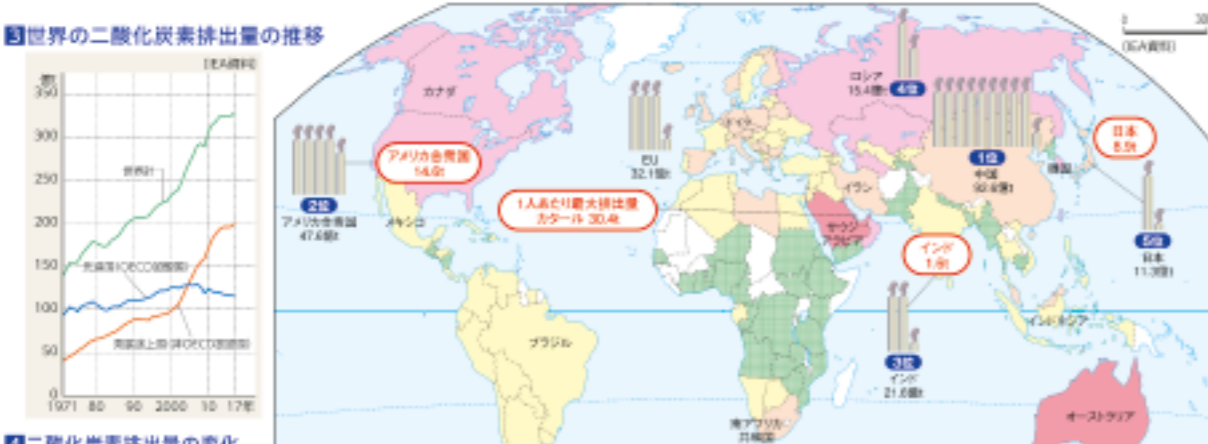 3世界の二酸化炭素排出量の推移
(IEA資料)
350
300
250
200
150
100
50
0
1971 80 90 2000 10 17年
世界計
先進国(OECD加盟国)
発展途上国(非OECD加盟国)
4二酸化炭素排出量の変化
(IEA資料)
カナダ
アメリカ合衆国
14.6t
2位
アメリカ合衆国
47.6億t
メキシコ
ブラジル
1人あたり最大排出量
カタール 30.4t
EU
32.1億t
ドイツ
ロシア
15.4億t
4位
1位
中国
92.6億t
韓国
日本
8.9t
5位
日本
11.3億t
イラン
サウジ
アラビア
インド
1.6t
3位
インド
21.6億t
インドネシア
オーストラリア
南アフリカ
共和国